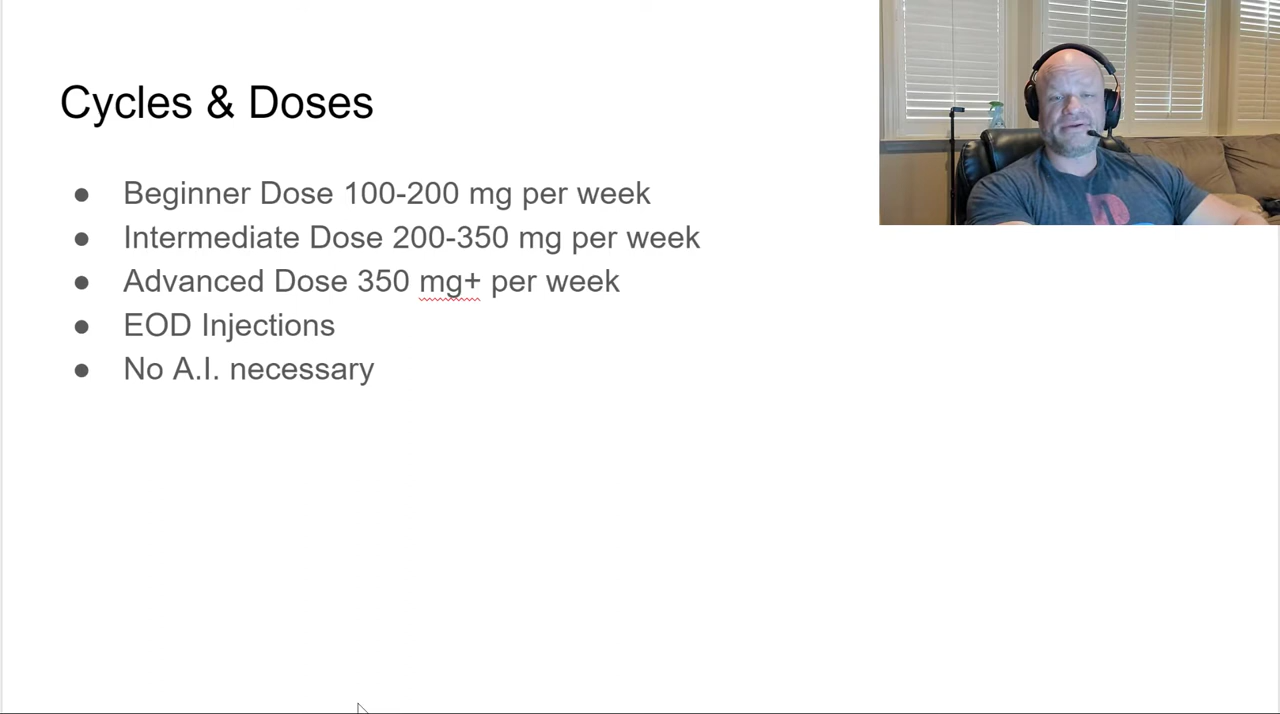 Cycles & Doses
● Beginner Dose 100-200 mg per week
● Intermediate Dose 200-350 mg per week
● Advanced Dose 350 mg+ per week
● EOD Injections
● No A.I. necessary